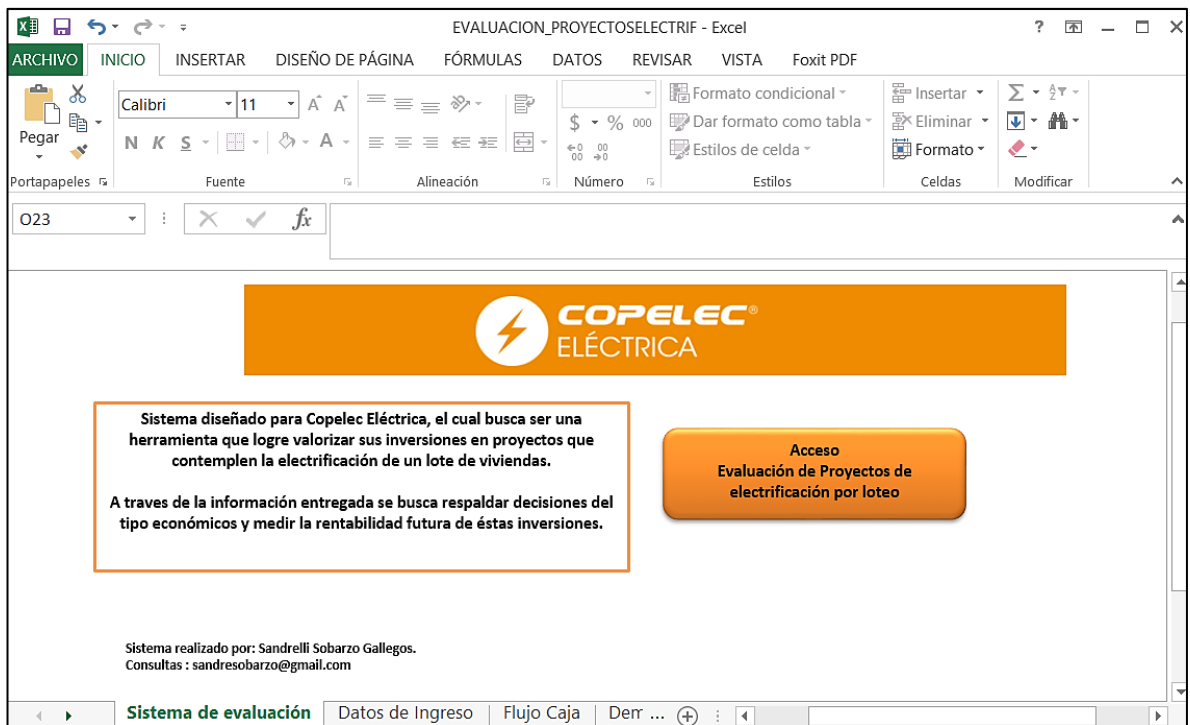 EVALUACION_PROYECTOSELECTRIF - Excel
?
ARCHIVO INICIO INSERTAR DISEÑO DE PÁGINA FÓRMULAS DATOS REVISAR VISTA Foxit PDF
Pegar
Calibri 11 A A
N K S A
$ % 000
Formato condicional
Dar formato como tabla
Estilos de celda
Insertar
Eliminar
Formato
Portapapeles Fuente Alineación Número Estilos Celdas Modificar
O23 fx
COPELEC®
ELÉCTRICA
Sistema diseñado para Copelec Eléctrica, el cual busca ser una
herramienta que logre valorizar sus inversiones en proyectos que
contemplen la electrificación de un lote de viviendas.
A traves de la información entregada se busca respaldar decisiones del
tipo económicos y medir la rentabilidad futura de éstas inversiones.
Acceso
Evaluación de Proyectos de
electrificación por loteo
Sistema realizado por: Sandrelli Sobarzo Gallegos.
Consultas : sandresobarzo@gmail.com
Sistema de evaluación Datos de Ingreso Flujo Caja Dem ...